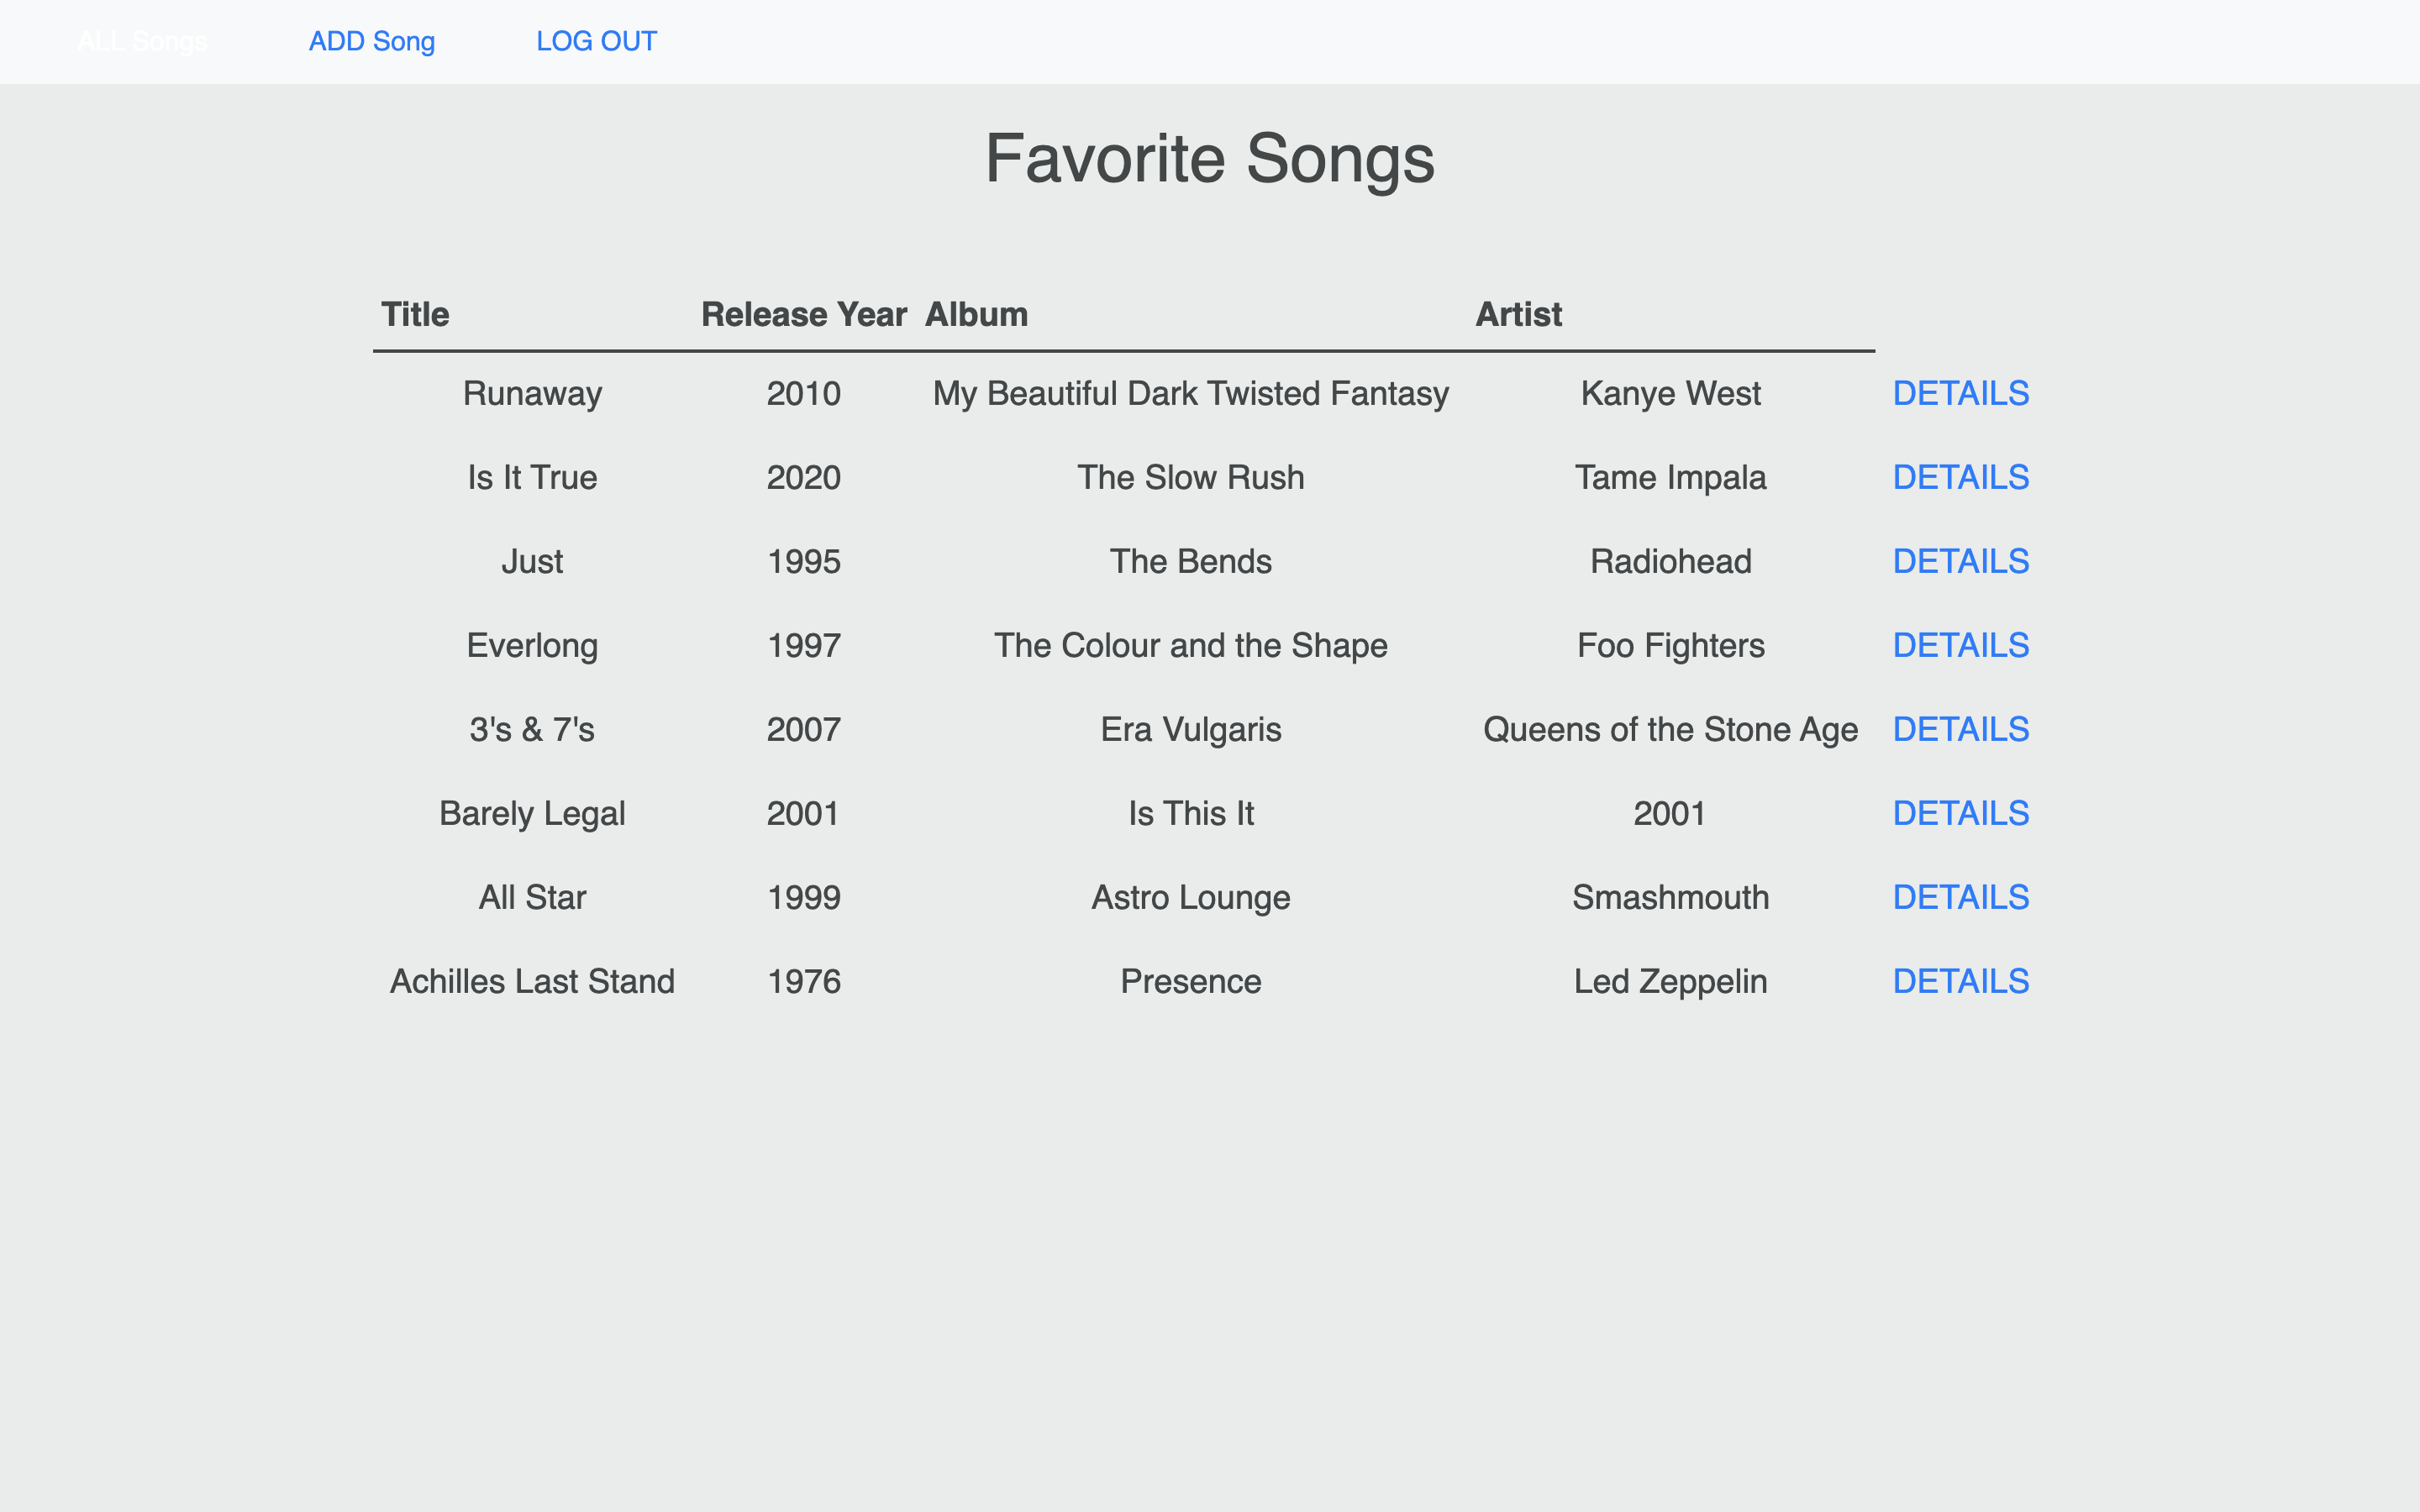 ALL Songs ADD Song LOG OUT
Favorite Songs
Title Release Year Album Artist
Runaway 2010 My Beautiful Dark Twisted Fantasy Kanye West DETAILS
Is It True 2020 The Slow Rush Tame Impala DETAILS
Just 1995 The Bends Radiohead DETAILS
Everlong 1997 The Colour and the Shape Foo Fighters DETAILS
3's & 7's 2007 Era Vulgaris Queens of the Stone Age DETAILS
Barely Legal 2001 Is This It 2001 DETAILS
All Star 1999 Astro Lounge Smashmouth DETAILS
Achilles Last Stand 1976 Presence Led Zeppelin DETAILS